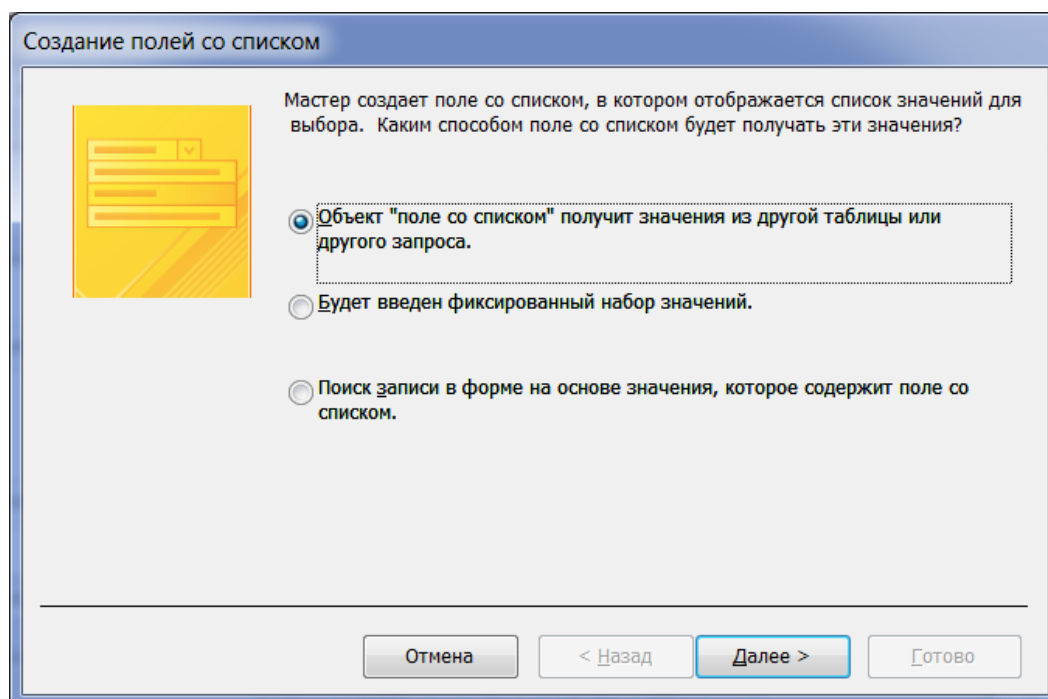 Создание полей со списком
Мастер создает поле со списком, в котором отображается список значений для
выбора. Каким способом поле со списком будет получать эти значения?
Объект "поле со списком" получит значения из другой таблицы или
другого запроса.
Будет введен фиксированный набор значений.
Поиск записи в форме на основе значения, которое содержит поле со
списком.
Отмена
< Назад
Далее >
Готово